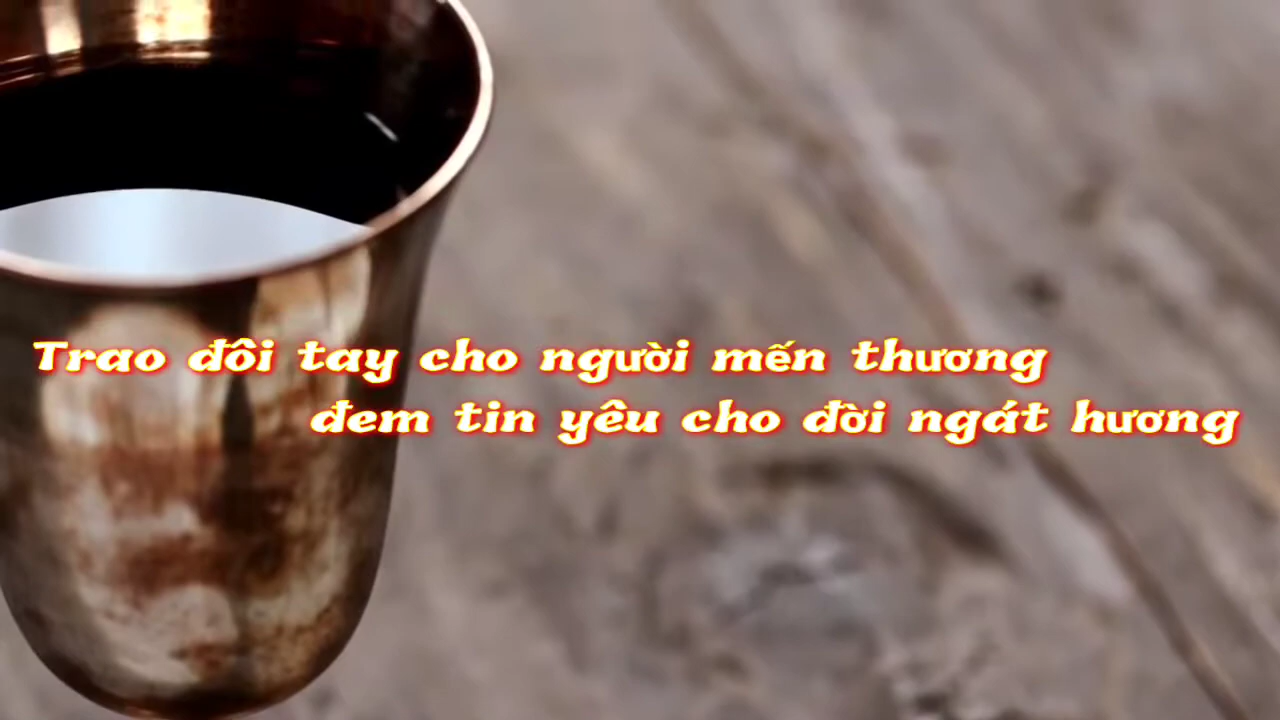 Trao đôi tay cho người mến thương
đem tin yêu cho đời ngát hương